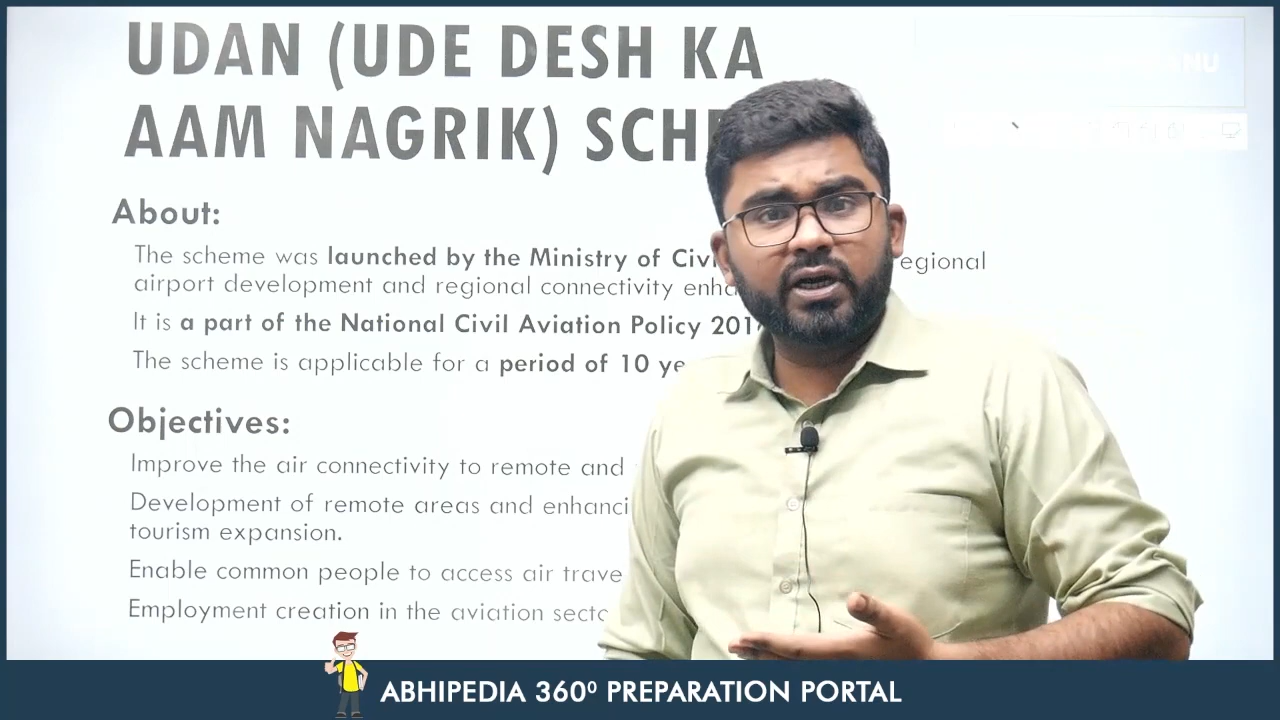 UDAN (UDE DESH KA
AAM NAGRIK) SCH
NU
About:
The scheme was launched by the Ministry of Civi egional
airport development and regional connectivity enha
It is a part of the National Civil Aviation Policy 201
The scheme is applicable for a period of 10 ye
Objectives:
Improve the air connectivity to remote and
Development of remote areas and enhanci
tourism expansion.
Enable common people to access air trave
Employment creation in the aviation secto
ABHIPEDIA 360⁰ PREPARATION PORTAL